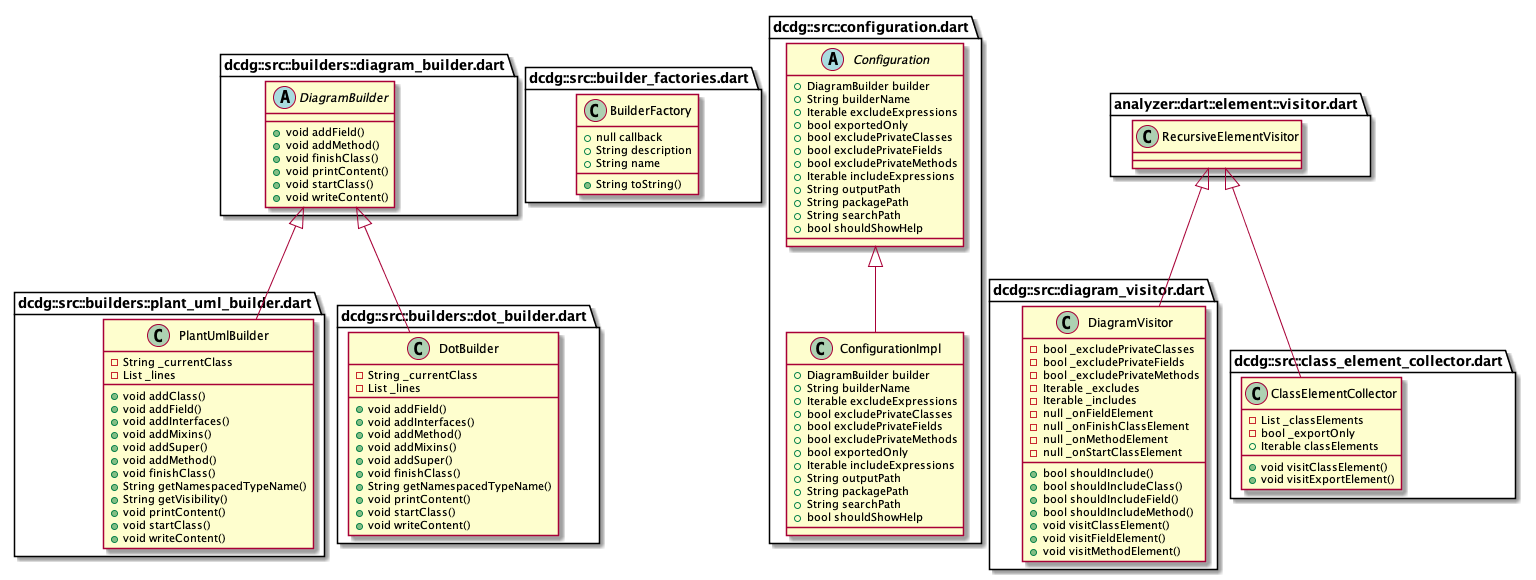 dcdg::src::builders::diagram_builder.dart
A DiagramBuilder
void addField()
void addMethod()
void finishClass()
void printContent()
void startClass()
void writeContent()
dcdg::src::builder_factories.dart
C BuilderFactory
null callback
String description
String name
String toString()
dcdg::src::configuration.dart
A Configuration
DiagramBuilder builder
String builderName
Iterable excludeExpressions
bool exportedOnly
bool excludePrivateClasses
bool excludePrivateFields
bool excludePrivateMethods
Iterable includeExpressions
String outputPath
String packagePath
String searchPath
bool shouldShowHelp
C ConfigurationImpl
DiagramBuilder builder
String builderName
Iterable excludeExpressions
bool excludePrivateClasses
bool excludePrivateFields
bool excludePrivateMethods
bool exportedOnly
Iterable includeExpressions
String outputPath
String packagePath
String searchPath
bool shouldShowHelp
analyzer::dart::element::visitor.dart
C RecursiveElementVisitor
dcdg::src::builders::plant_uml_builder.dart
C PlantUmlBuilder
String _currentClass
List _lines
void addClass()
void addField()
void addInterfaces()
void addMixins()
void addSuper()
void addMethod()
void finishClass()
String getNamespacedTypeName()
String getVisibility()
void printContent()
void startClass()
void writeContent()
dcdg::src::builders::dot_builder.dart
C DotBuilder
String _currentClass
List _lines
void addField()
void addInterfaces()
void addMethod()
void addMixins()
void addSuper()
void finishClass()
String getNamespacedTypeName()
void printContent()
void startClass()
void writeContent()
dcdg::src::diagram_visitor.dart
C DiagramVisitor
bool _excludePrivateClasses
bool _excludePrivateFields
bool _excludePrivateMethods
Iterable _excludes
Iterable _includes
null _onFieldElement
null _onFinishClassElement
null _onMethodElement
null _onStartClassElement
bool shouldInclude()
bool shouldIncludeClass()
bool shouldIncludeField()
bool shouldIncludeMethod()
void visitClassElement()
void visitFieldElement()
void visitMethodElement()
dcdg::src::class_element_collector.dart
C ClassElementCollector
List _classElements
bool _exportOnly
Iterable classElements
void visitClassElement()
void visitExportElement()